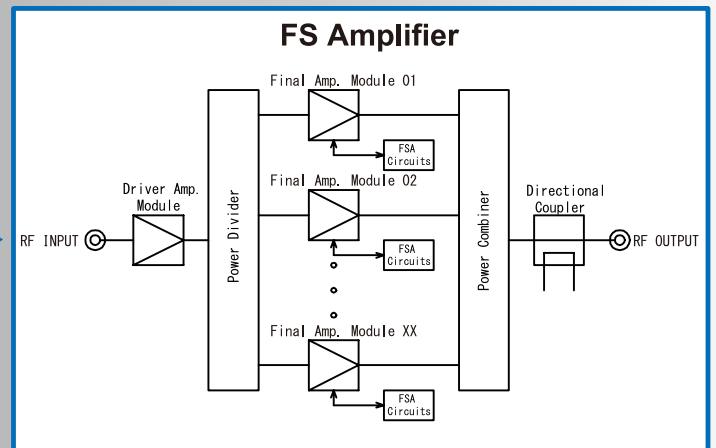 FS Amplifier
Final Amp. Module 01
FSA
Circuits
Driver Amp.
Module
RF INPUT
Power Divider
Final Amp. Module 02
FSA
Circuits
Final Amp. Module XX
FSA
Circuits
Power Combiner
Directional
Coupler
RF OUTPUT